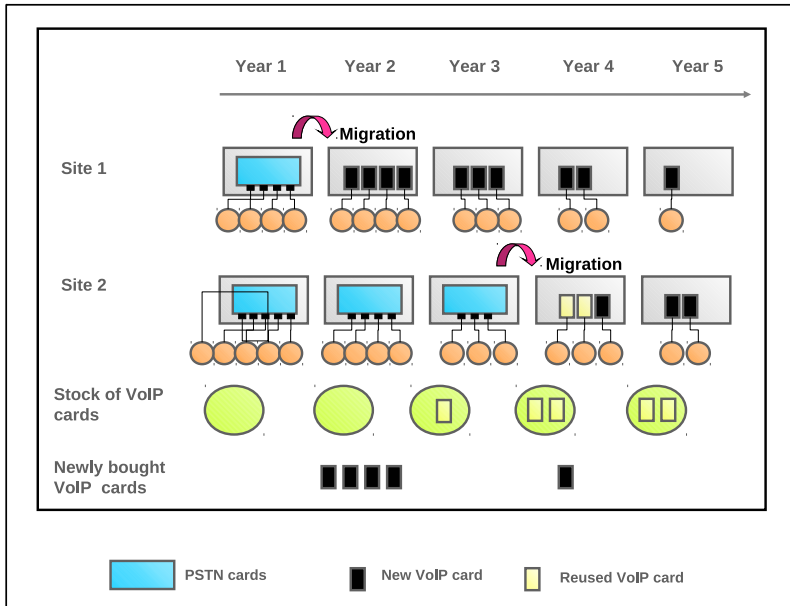 Year 1 Year 2 Year 3 Year 4 Year 5
Migration
Site 1
Migration
Site 2
Stock of VoIP
cards
Newly bought
VoIP cards
PSTN cards
New VoIP card
Reused VoIP card